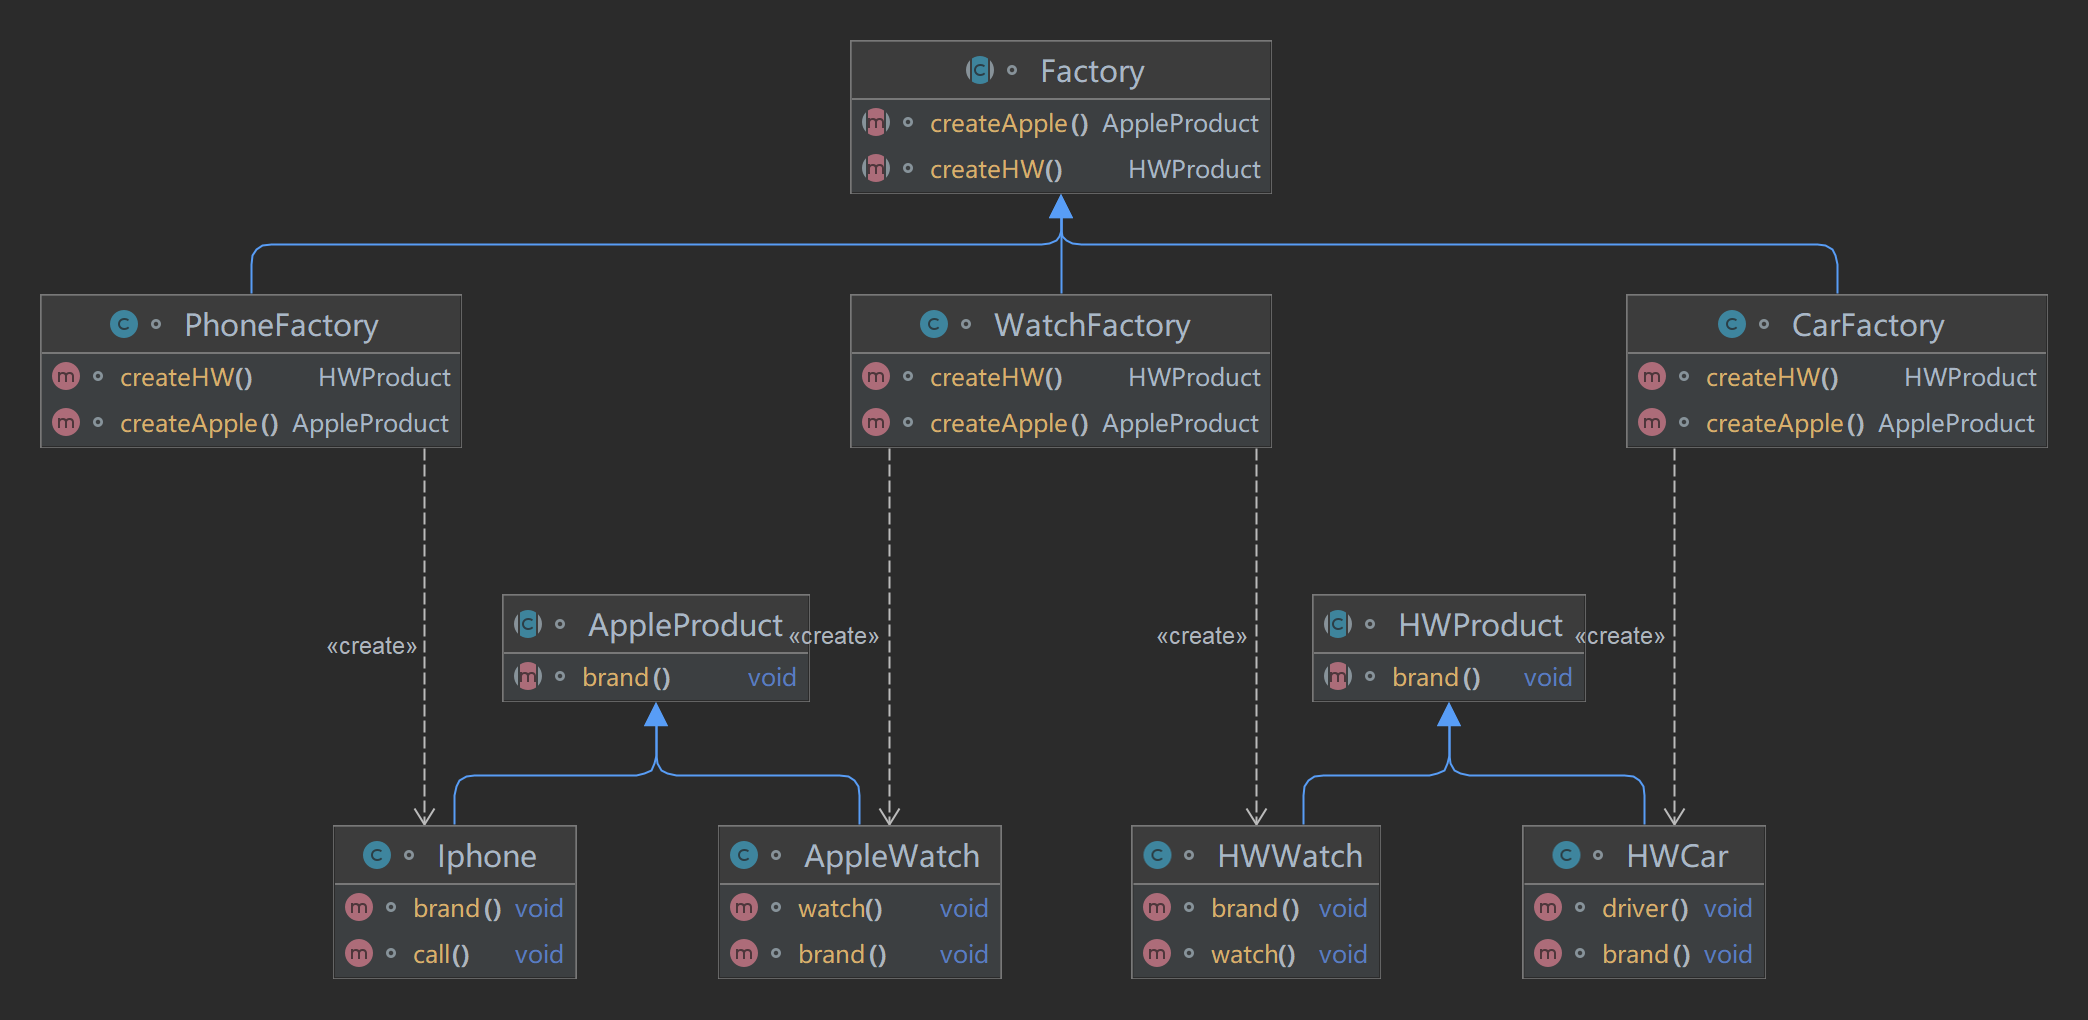 Factory
createApple() AppleProduct
createHW() HWProduct
PhoneFactory
createHW() HWProduct
createApple() AppleProduct
WatchFactory
createHW() HWProduct
createApple() AppleProduct
CarFactory
createHW() HWProduct
createApple() AppleProduct
«create»
AppleProduct
brand() void
«create»
«create»
HWProduct
brand() void
«create»
Iphone
brand() void
call() void
AppleWatch
watch() void
brand() void
HWWatch
brand() void
watch() void
HWCar
driver() void
brand() void